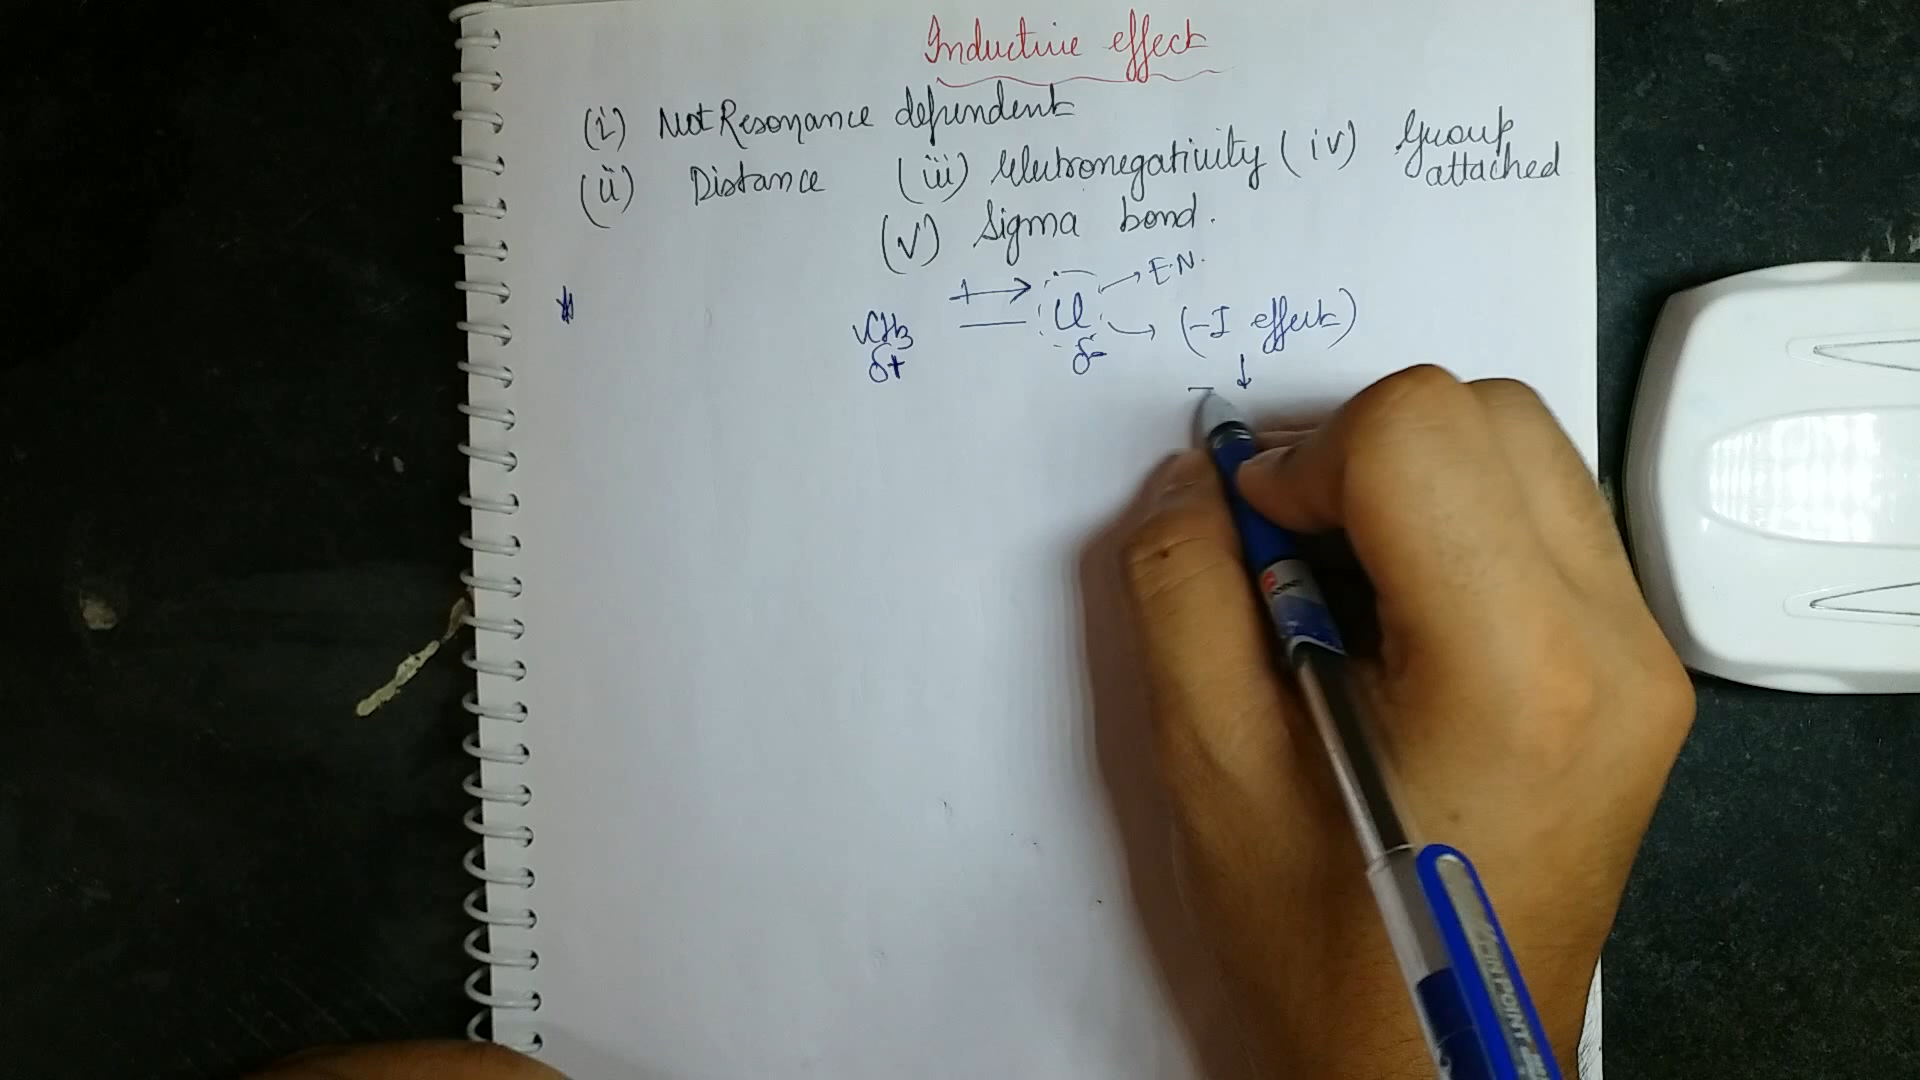 Inductive effect
(i) Not Resonance dependent
(ii) Distance (iii) electronegativity (iv) Group attached
(v) Sigma bond.
CH3 Cl → E.N.
δ+ δ- → (-I effect)